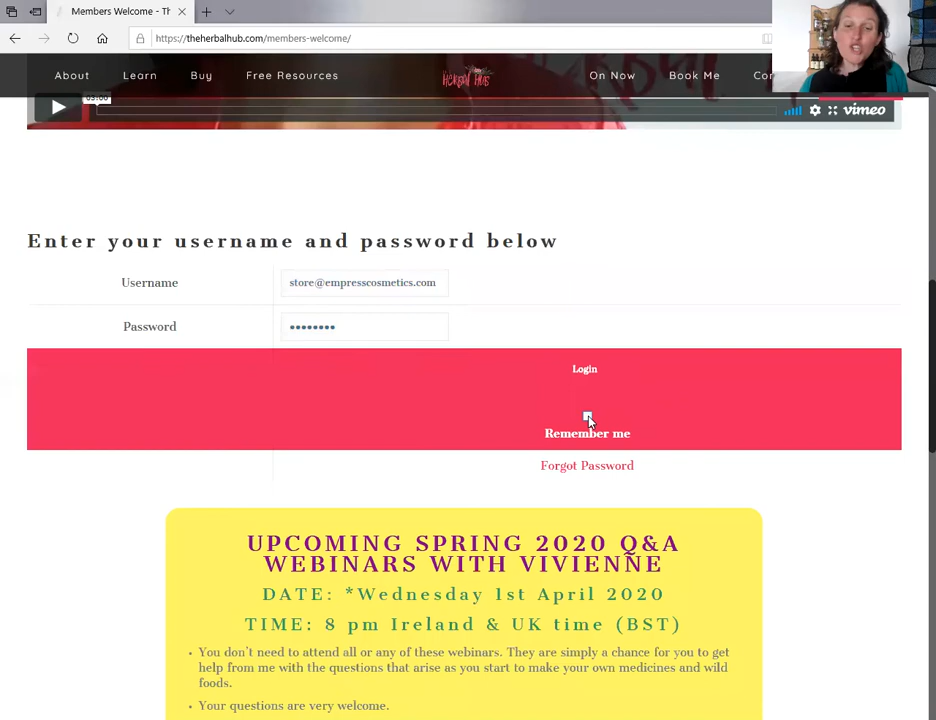 Members Welcome - Th
https://theherbalhub.com/members-welcome/
About Learn Buy Free Resources HERBAL HUB On Now Book Me Con
03:00
vimeo
Enter your username and password below
Username store@empresscosmetics.com
Password ••••••••
Login
Remember me
Forgot Password
UPCOMING SPRING 2020 Q&A
WEBINARS WITH VIVIENNE
DATE: *Wednesday 1st April 2020
TIME: 8 pm Ireland & UK time (BST)
• You don't need to attend all or any of these webinars. They are simply a chance for you to get
help from me with the questions that arise as you start to make your own medicines and wild
foods.
• Your questions are very welcome.